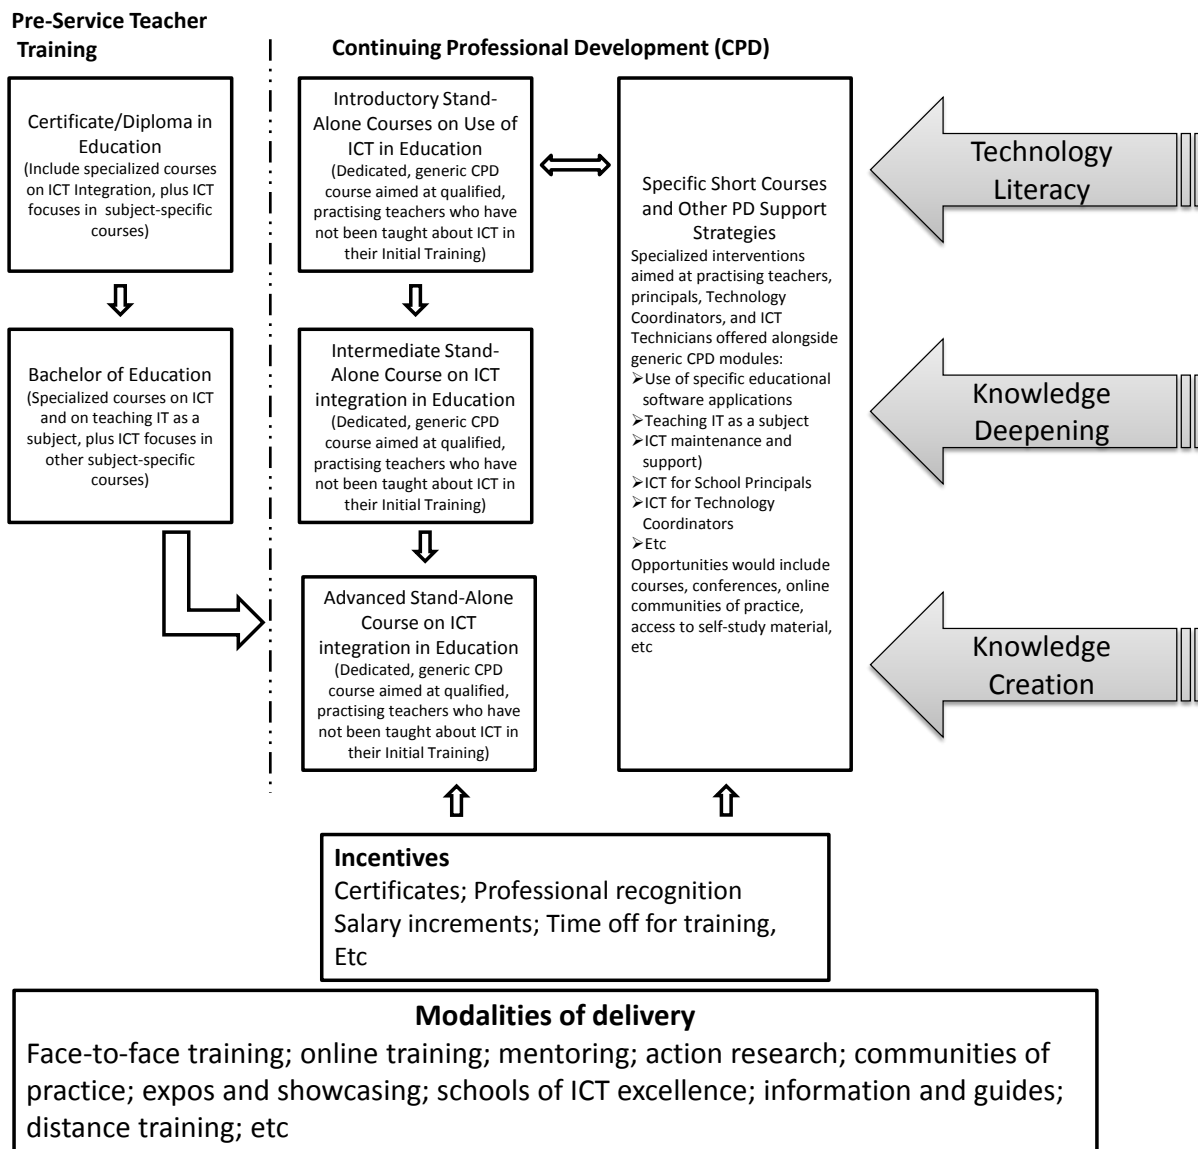 Pre-Service Teacher
Training
Continuing Professional Development (CPD)
Certificate/Diploma in
Education
(Include specialized courses
on ICT Integration, plus ICT
focuses in subject-specific
courses)
Bachelor of Education
(Specialized courses on ICT
and on teaching IT as a
subject, plus ICT focuses in
other subject-specific
courses)
Introductory Stand-
Alone Courses on Use of
ICT in Education
(Dedicated, generic CPD
course aimed at qualified,
practising teachers who have
not been taught about ICT in
their Initial Training)
Intermediate Stand-
Alone Course on ICT
integration in Education
(Dedicated, generic CPD
course aimed at qualified,
practising teachers who have
not been taught about ICT in
their Initial Training)
Advanced Stand-Alone
Course on ICT
integration in Education
(Dedicated, generic CPD
course aimed at qualified,
practising teachers who have
not been taught about ICT in
their Initial Training)
Specific Short Courses
and Other PD Support
Strategies
Specialized interventions
aimed at practising teachers,
principals, Technology
Coordinators, and ICT
Technicians offered alongside
generic CPD modules:
➢Use of specific educational
software applications
➢Teaching IT as a subject
➢ICT maintenance and
support)
➢ICT for School Principals
➢ICT for Technology
Coordinators
➢Etc
Opportunities would include
courses, conferences, online
communities of practice,
access to self-study material,
etc
Technology
Literacy
Knowledge
Deepening
Knowledge
Creation
Incentives
Certificates; Professional recognition
Salary increments; Time off for training,
Etc
Modalities of delivery
Face-to-face training; online training; mentoring; action research; communities of
practice; expos and showcasing; schools of ICT excellence; information and guides;
distance training; etc